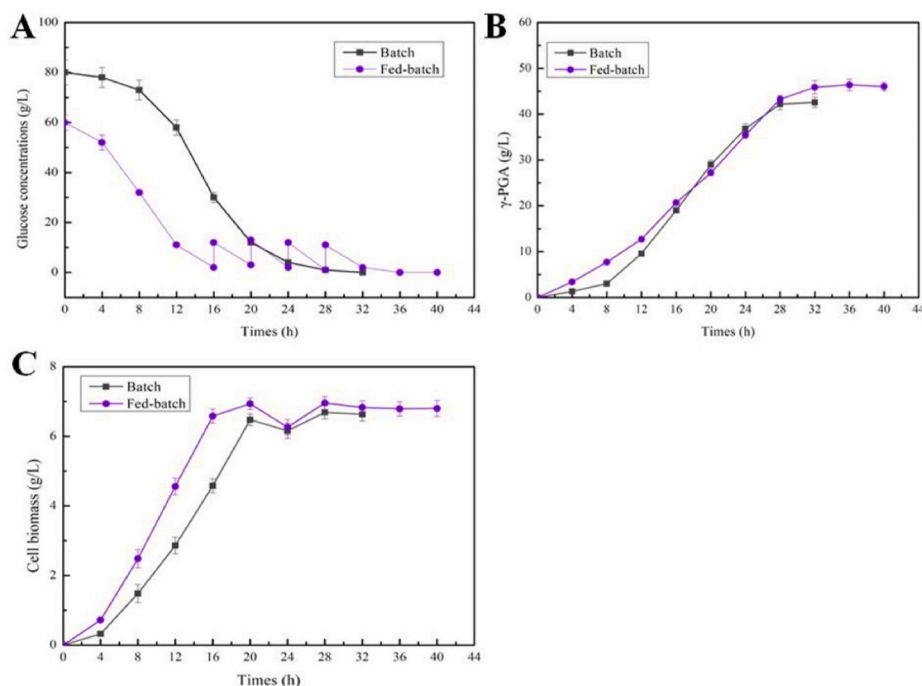 A
Glucose concentrations (g/L)
100
80
60
40
20
0
Batch
Fed-batch
0 4 8 12 16 20 24 28 32 36 40 44
Times (h)
B
γ-PGA (g/L)
60
50
40
30
20
10
0
Batch
Fed-batch
0 4 8 12 16 20 24 28 32 36 40 44
Times (h)
C
Cell biomass (g/L)
8
6
4
2
0
Batch
Fed-batch
0 4 8 12 16 20 24 28 32 36 40 44
Times (h)